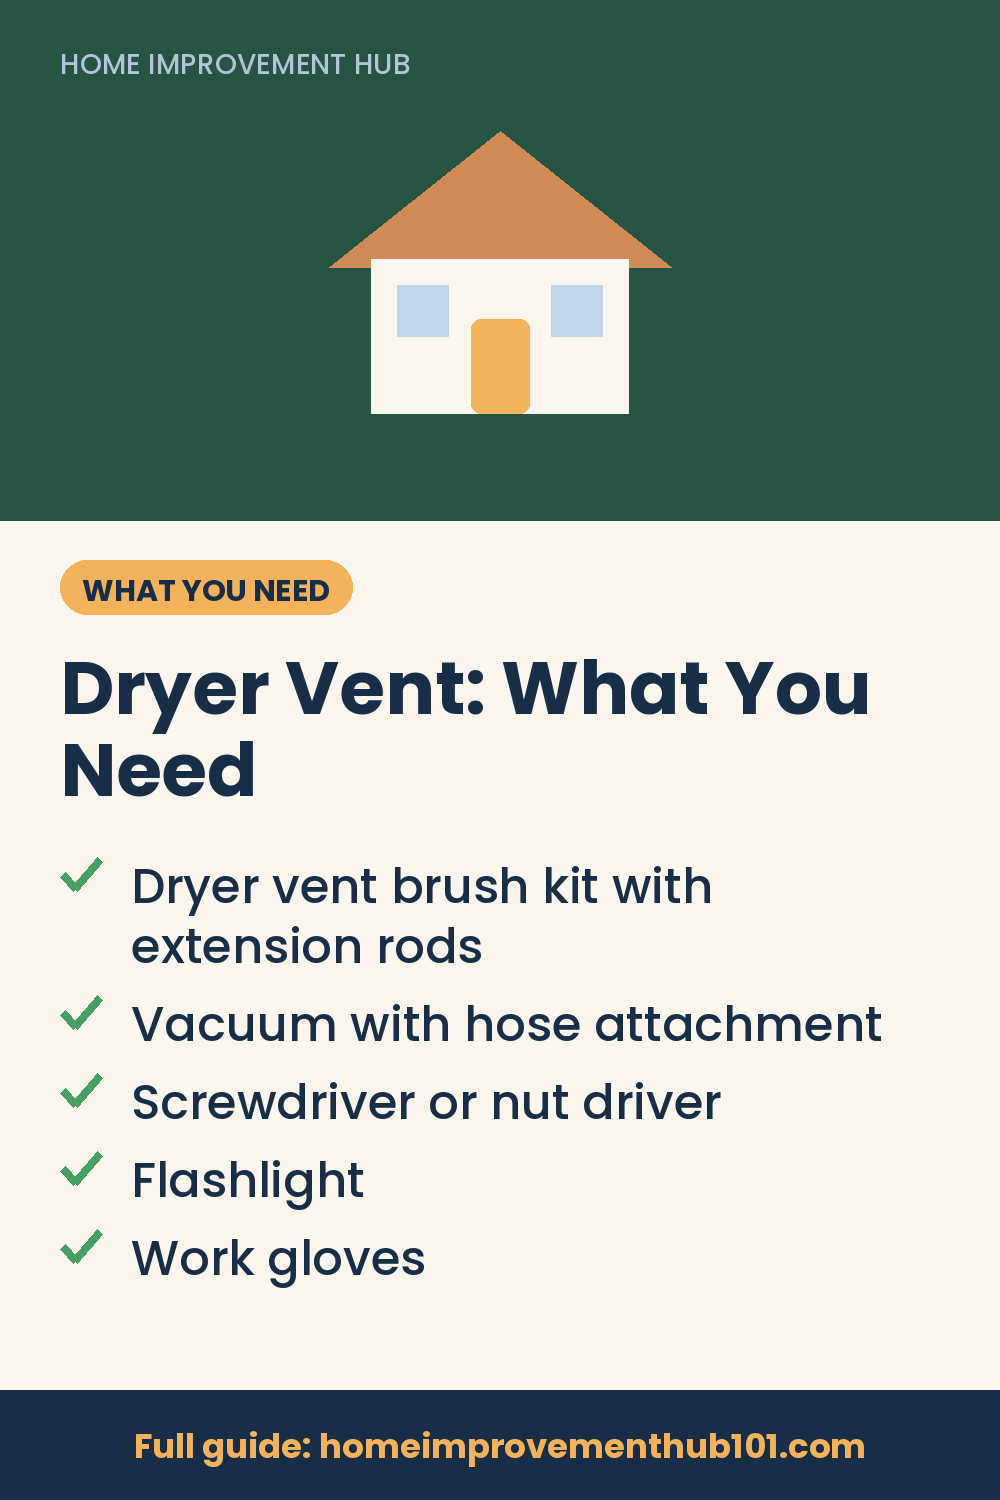 HOME IMPROVEMENT HUB
WHAT YOU NEED
Dryer Vent: What You
Need
Dryer vent brush kit with
extension rods
Vacuum with hose attachment
Screwdriver or nut driver
Flashlight
Work gloves
Full guide: homeimprovementhub101.com